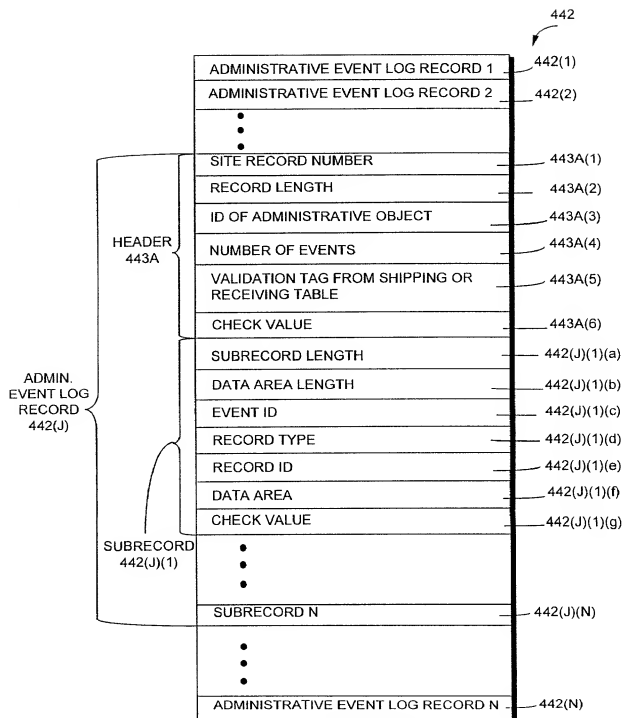 442
ADMINISTRATIVE EVENT LOG RECORD 1 442(1)
ADMINISTRATIVE EVENT LOG RECORD 2 442(2)
SITE RECORD NUMBER 443A(1)
RECORD LENGTH 443A(2)
ID OF ADMINISTRATIVE OBJECT 443A(3)
HEADER
443A
NUMBER OF EVENTS 443A(4)
VALIDATION TAG FROM SHIPPING OR
RECEIVING TABLE
443A(5)
CHECK VALUE 443A(6)
SUBRECORD LENGTH 442(J)(1)(a)
DATA AREA LENGTH 442(J)(1)(b)
ADMIN.
EVENT LOG
RECORD
442(J)
EVENT ID 442(J)(1)(c)
RECORD TYPE 442(J)(1)(d)
RECORD ID 442(J)(1)(e)
DATA AREA 442(J)(1)(f)
CHECK VALUE 442(J)(1)(g)
SUBRECORD
442(J)(1)
SUBRECORD N 442(J)(N)
ADMINISTRATIVE EVENT LOG RECORD N 442(N)